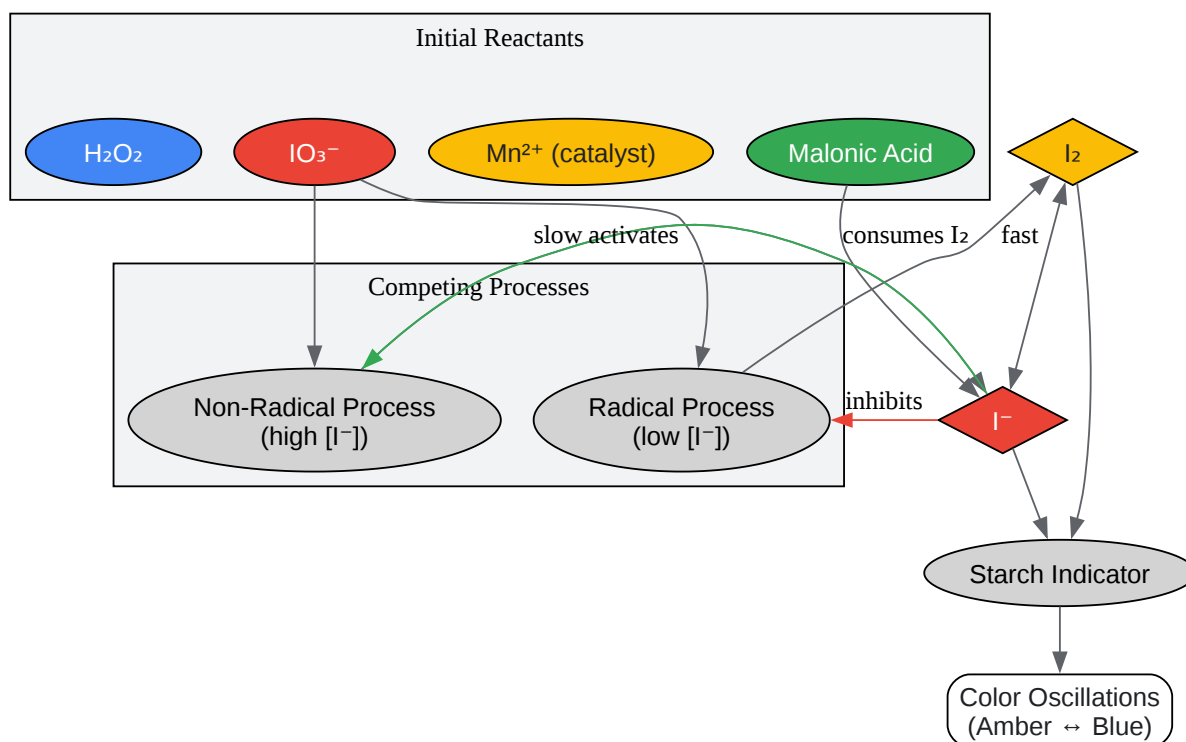 Initial Reactants
H₂O₂
IO₃⁻
Mn²⁺ (catalyst)
Malonic Acid
I₂
slow activates
consumes I₂
fast
Competing Processes
Non-Radical Process
(high [I⁻])
Radical Process
(low [I⁻])
inhibits
I⁻
Starch Indicator
Color Oscillations
(Amber ↔ Blue)